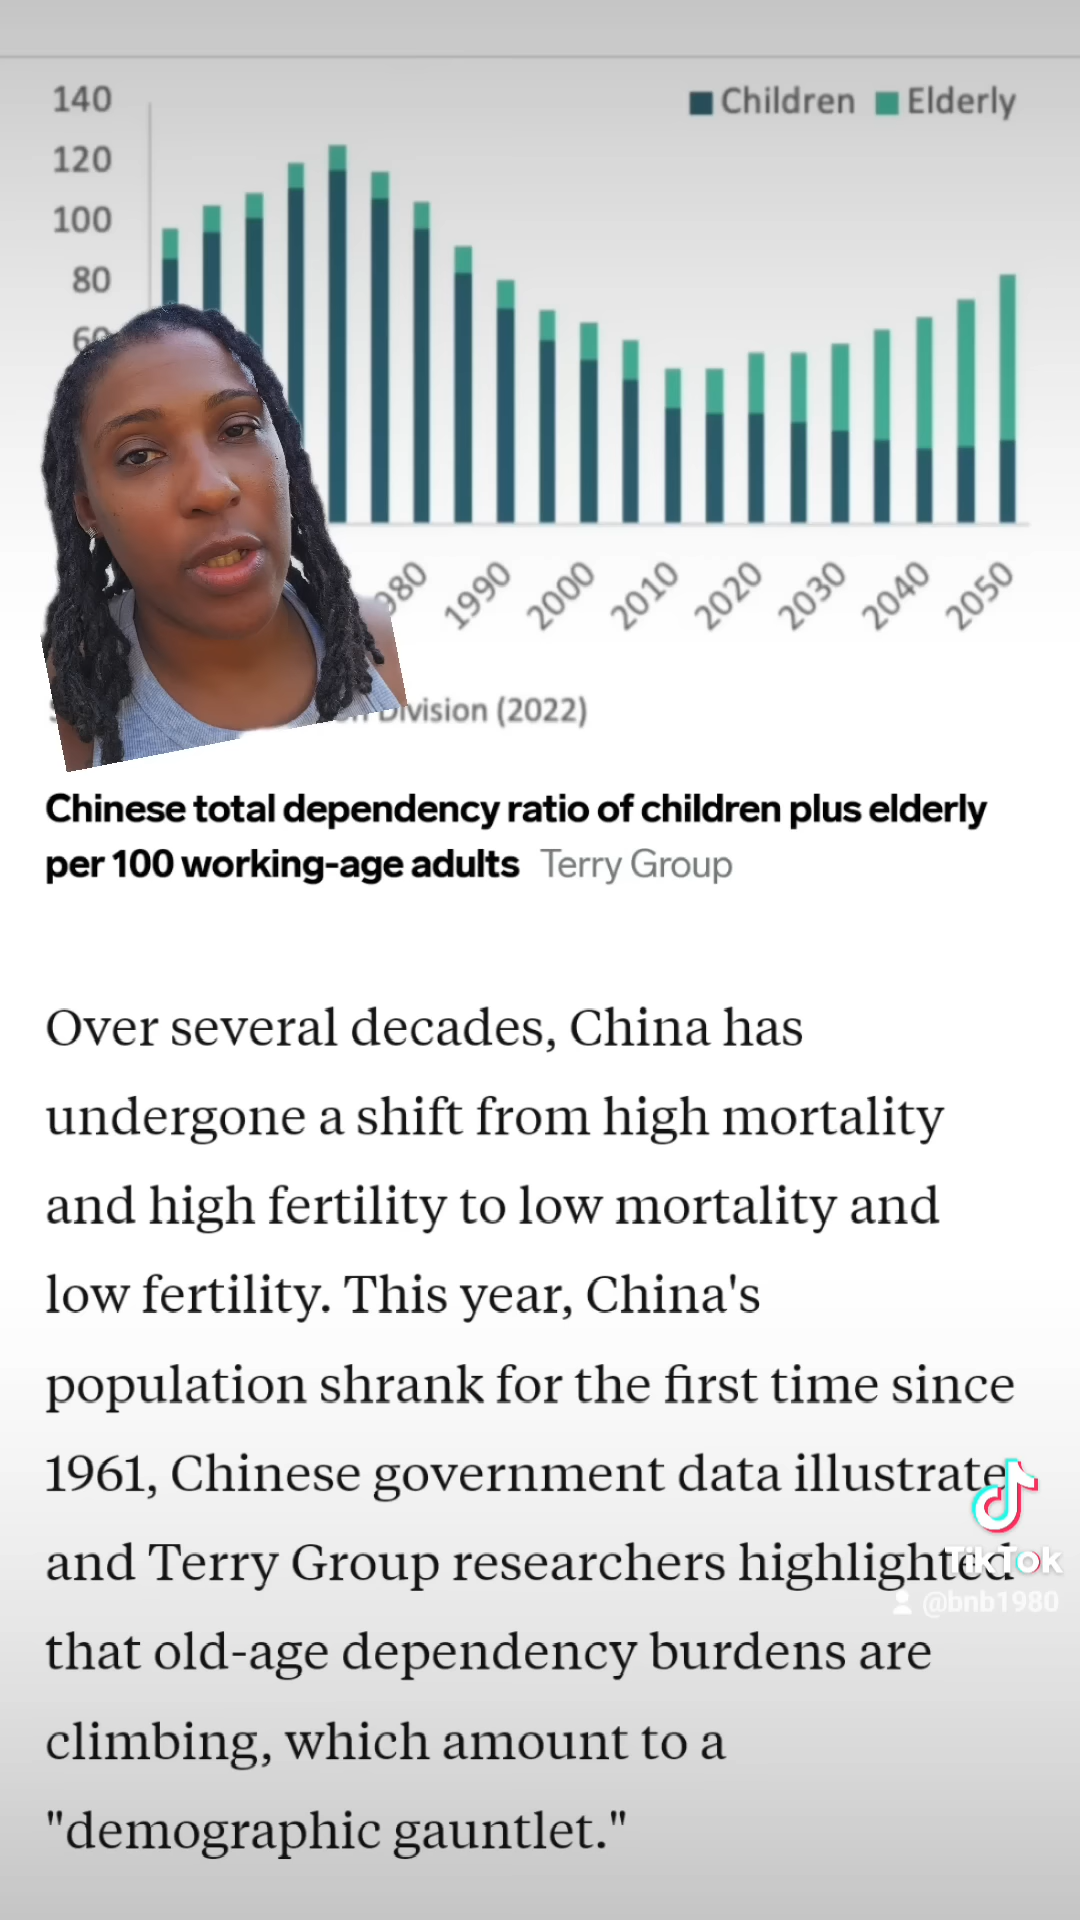 140
Children
Elderly
120
100
80
1990
2000
2010
2020
2030
2040
2050
Division (2022)
Chinese total dependency ratio of children plus elderly
per 100 working-age adults Terry Group
Over several decades, China has
undergone a shift from high mortality
and high fertility to low mortality and
low fertility. This year, China's
population shrank for the first time since
1961, Chinese government data illustrate
and Terry Group researchers highlighted
that old-age dependency burdens are
climbing, which amount to a
"demographic gauntlet."
TikTok
@bnb1980